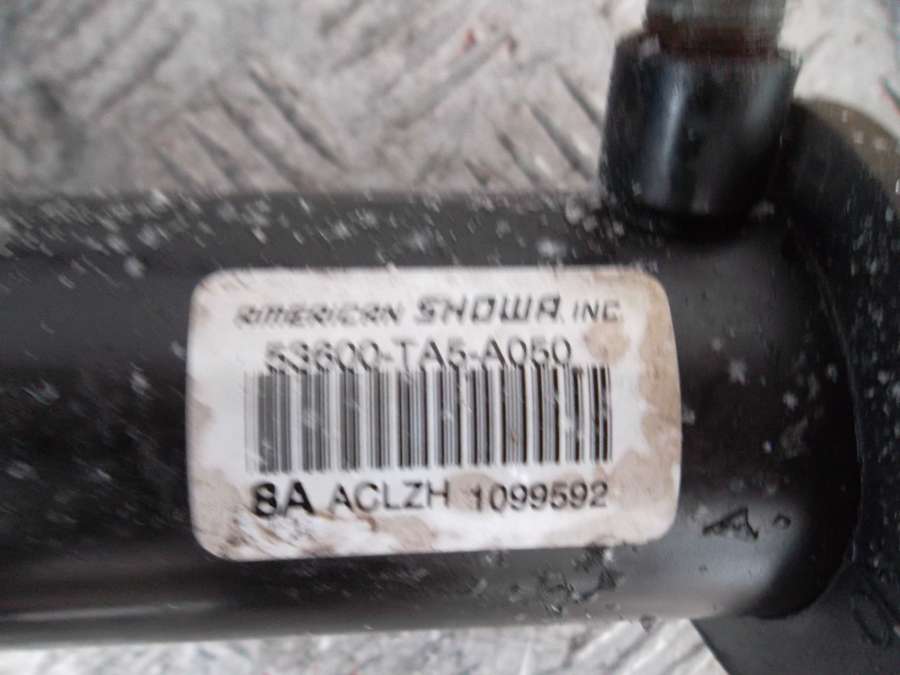 AMERICAN SHOWA, INC.
53600-TA5-A050
8A ACLZH 1099592